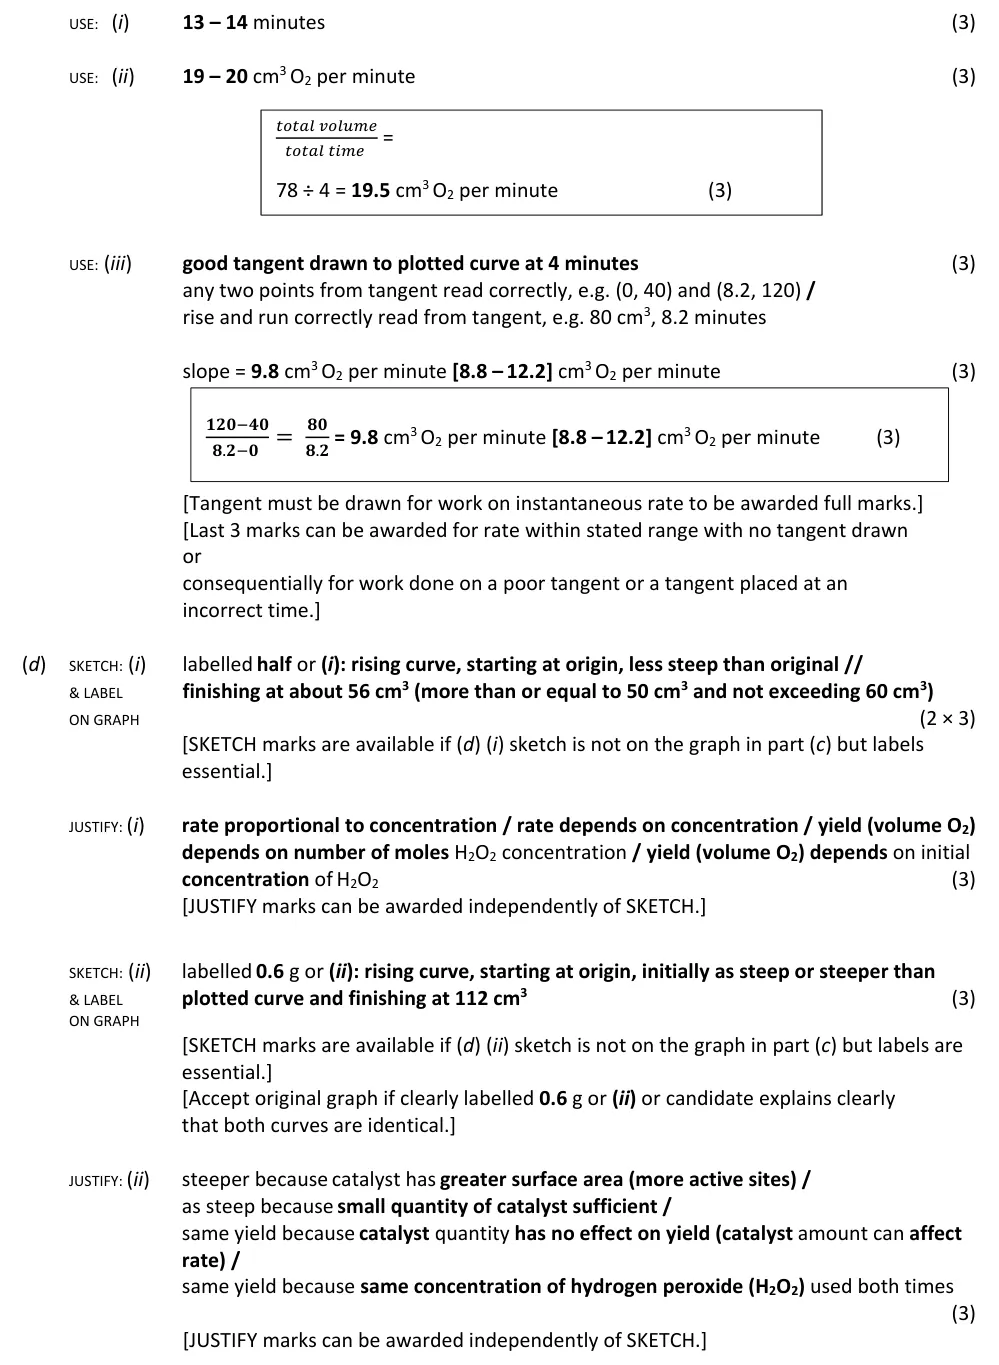 USE: (i) 13 – 14 minutes (3)
USE: (ii) 19 – 20 cm³ O₂ per minute (3)
total volume
total time =
78 ÷ 4 = 19.5 cm³ O₂ per minute (3)
USE: (iii) good tangent drawn to plotted curve at 4 minutes (3)
any two points from tangent read correctly, e.g. (0, 40) and (8.2, 120) /
rise and run correctly read from tangent, e.g. 80 cm³, 8.2 minutes
slope = 9.8 cm³ O₂ per minute [8.8 – 12.2] cm³ O₂ per minute (3)
120−40 80
8.2−0 = 8.2 = 9.8 cm³ O₂ per minute [8.8 – 12.2] cm³ O₂ per minute (3)
[Tangent must be drawn for work on instantaneous rate to be awarded full marks.]
[Last 3 marks can be awarded for rate within stated range with no tangent drawn
or
consequentially for work done on a poor tangent or a tangent placed at an
incorrect time.]
(d) SKETCH: (i) labelled half or (i): rising curve, starting at origin, less steep than original //
& LABEL finishing at about 56 cm³ (more than or equal to 50 cm³ and not exceeding 60 cm³)
ON GRAPH (2 × 3)
[SKETCH marks are available if (d) (i) sketch is not on the graph in part (c) but labels
essential.]
JUSTIFY: (i) rate proportional to concentration / rate depends on concentration / yield (volume O₂)
depends on number of moles H₂O₂ concentration / yield (volume O₂) depends on initial
concentration of H₂O₂ (3)
[JUSTIFY marks can be awarded independently of SKETCH.]
SKETCH: (ii) labelled 0.6 g or (ii): rising curve, starting at origin, initially as steep or steeper than
& LABEL plotted curve and finishing at 112 cm³ (3)
ON GRAPH
[SKETCH marks are available if (d) (ii) sketch is not on the graph in part (c) but labels are
essential.]
[Accept original graph if clearly labelled 0.6 g or (ii) or candidate explains clearly
that both curves are identical.]
JUSTIFY: (ii) steeper because catalyst has greater surface area (more active sites) /
as steep because small quantity of catalyst sufficient /
same yield because catalyst quantity has no effect on yield (catalyst amount can affect
rate) /
same yield because same concentration of hydrogen peroxide (H₂O₂) used both times
(3)
[JUSTIFY marks can be awarded independently of SKETCH.]